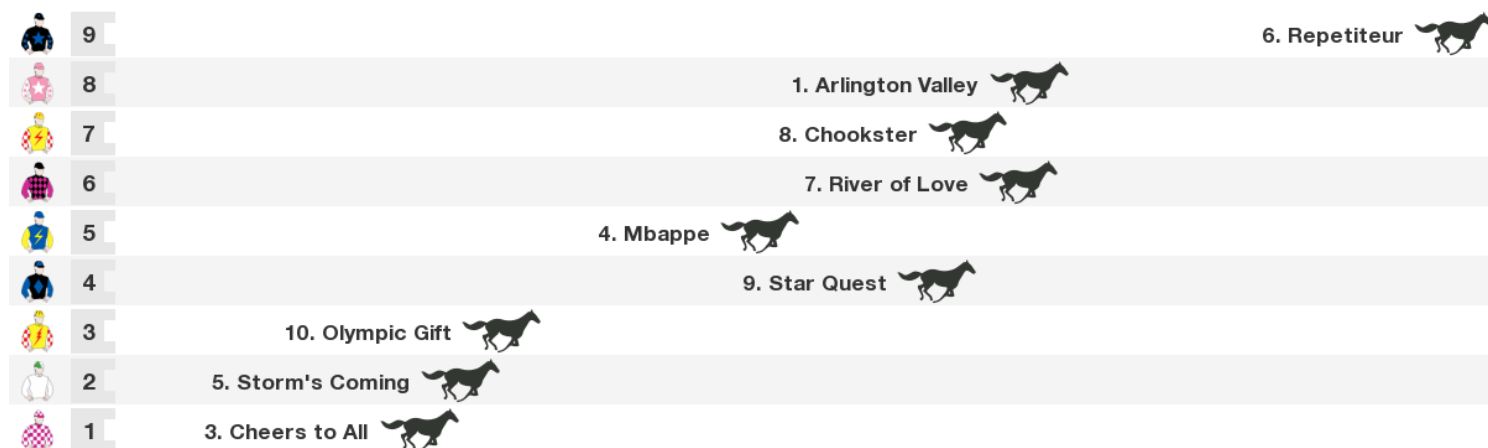 9 6. Repetiteur
8 1. Arlington Valley
7 8. Chookster
6 7. River of Love
5 4. Mbappe
4 9. Star Quest
3 10. Olympic Gift
2 5. Storm's Coming
1 3. Cheers to All